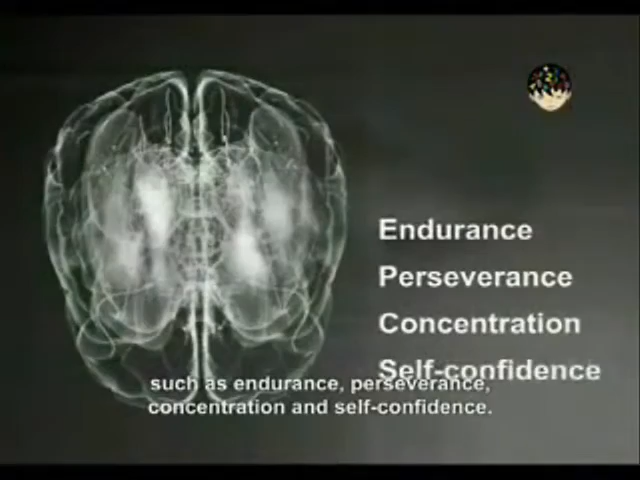 Endurance
Perseverance
Concentration
Self-confidence
such as endurance, perseverance,
concentration and self-confidence.